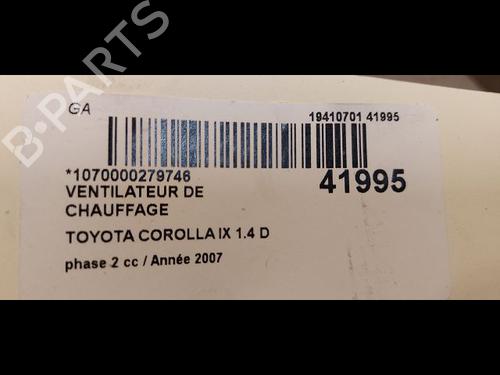 B-PARTS
GA
19410701 41995
*1070000279746
41995
VENTILATEUR DE
CHAUFFAGE
TOYOTA COROLLA IX 1.4 D
phase 2 cc / Année 2007